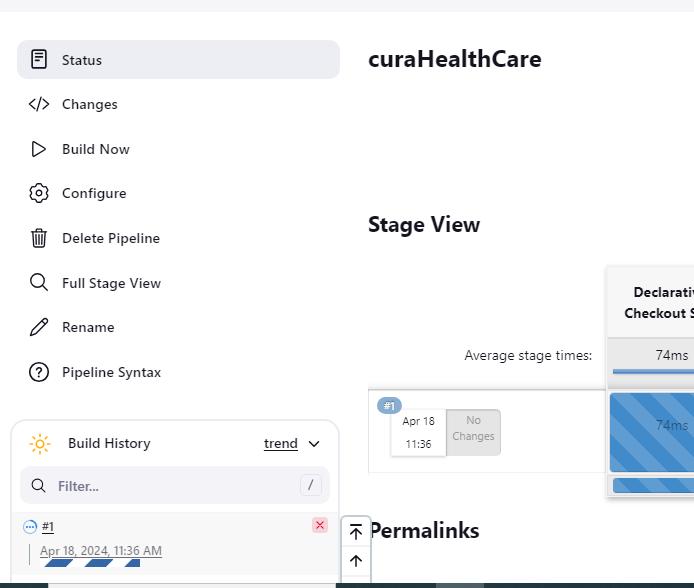 Status
Changes
Build Now
Configure
Delete Pipeline
Full Stage View
Rename
Pipeline Syntax
Build History
trend
Filter...
/
#1
Apr 18, 2024, 11:36 AM
curaHealthCare
Stage View
Declarativ
Checkout S
Average stage times:
74ms
#1
Apr 18
11:36
No
Changes
74ms
Permalinks